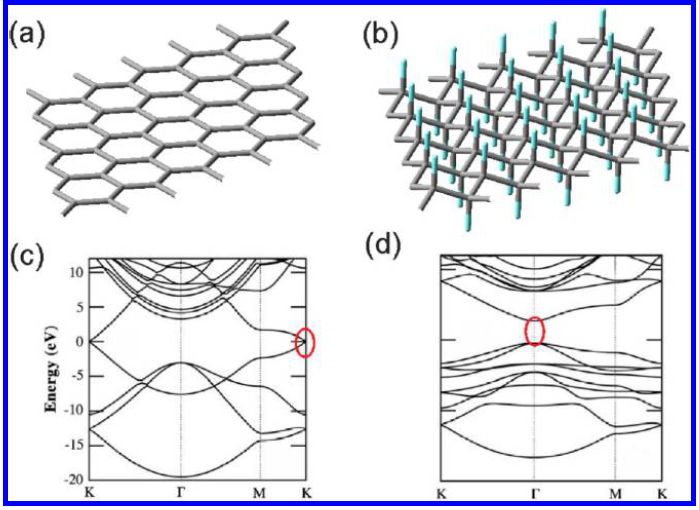 (a)
(b)
(c)
(d)
10
5
0
-5
-10
-15
-20
Energy (eV)
K Γ M K
K Γ M K